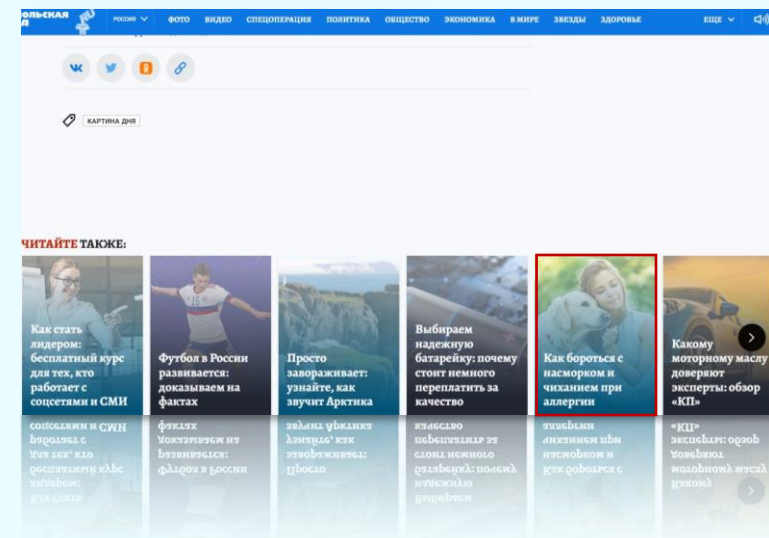 РОССИЯ
ФОТО ВИДЕО СПЕЦОПЕРАЦИЯ ПОЛИТИКА ОБЩЕСТВО ЭКОНОМИКА В МИРЕ ЗВЕЗДЫ ЗДОРОВЬЕ ЕЩЕ
КАРТИНА ДНЯ
ЧИТАЙТЕ ТАКЖЕ:
Как стать
лидером:
бесплатный курс
для тех, кто
работает с
соцсетями и СМИ
Футбол в России
развивается:
доказываем на
фактах
Просто
завораживает:
узнайте, как
звучит Арктика
Выбираем
надежную
батарейку: почему
стоит немного
переплатить за
качество
Как бороться с
насморком и
чиханием при
аллергии
Какому
моторному маслу
доверяют
эксперты: обзор
«КП»